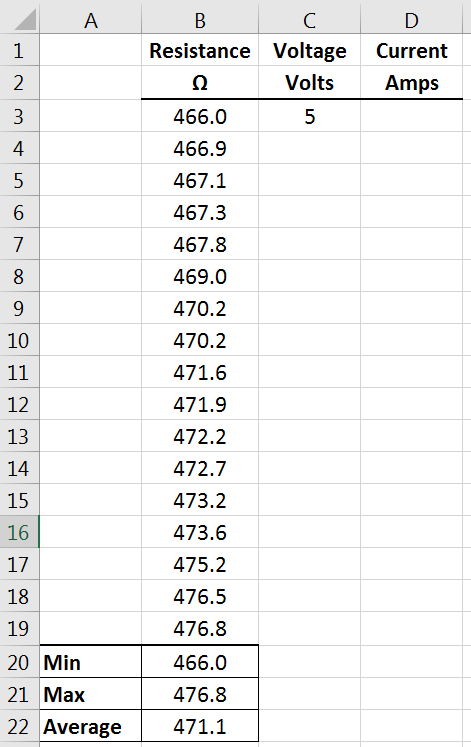 A B C D
1 Resistance Voltage Current
2 Ω Volts Amps
3 466.0 5
4 466.9
5 467.1
6 467.3
7 467.8
8 469.0
9 470.2
10 470.2
11 471.6
12 471.9
13 472.2
14 472.7
15 473.2
16 473.6
17 475.2
18 476.5
19 476.8
20 Min 466.0
21 Max 476.8
22 Average 471.1